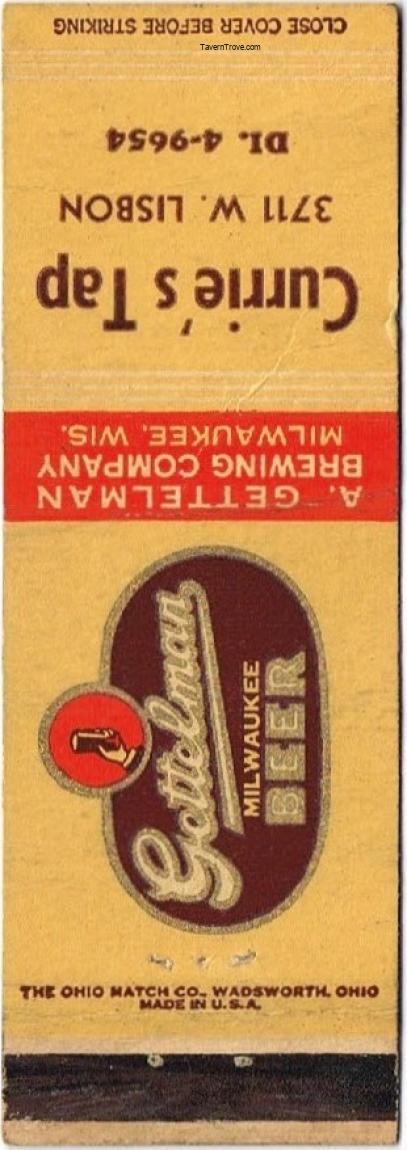 CLOSE COVER BEFORE STRIKING
TavernTrove.com
DI. 4-9654
3711 W. LISBON
Currie's Tap
A. GETTELMAN
BREWING COMPANY
MILWAUKEE, WIS.
Gettelman
MILWAUKEE
BEER
THE OHIO MATCH CO., WADSWORTH, OHIO
MADE IN U.S.A.